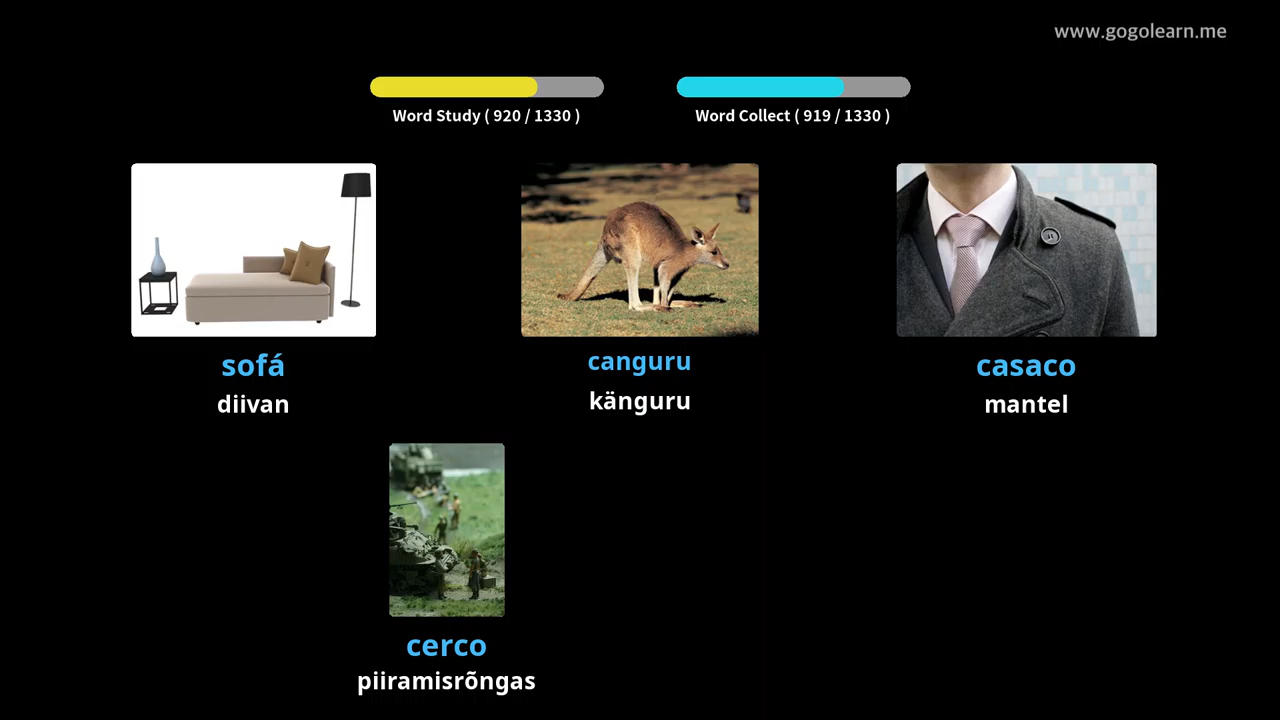 www.gogolearn.me
Word Study ( 920 / 1330 )
Word Collect ( 919 / 1330 )
sofá
diivan
canguru
känguru
casaco
mantel
cerco
piiramisrõngas